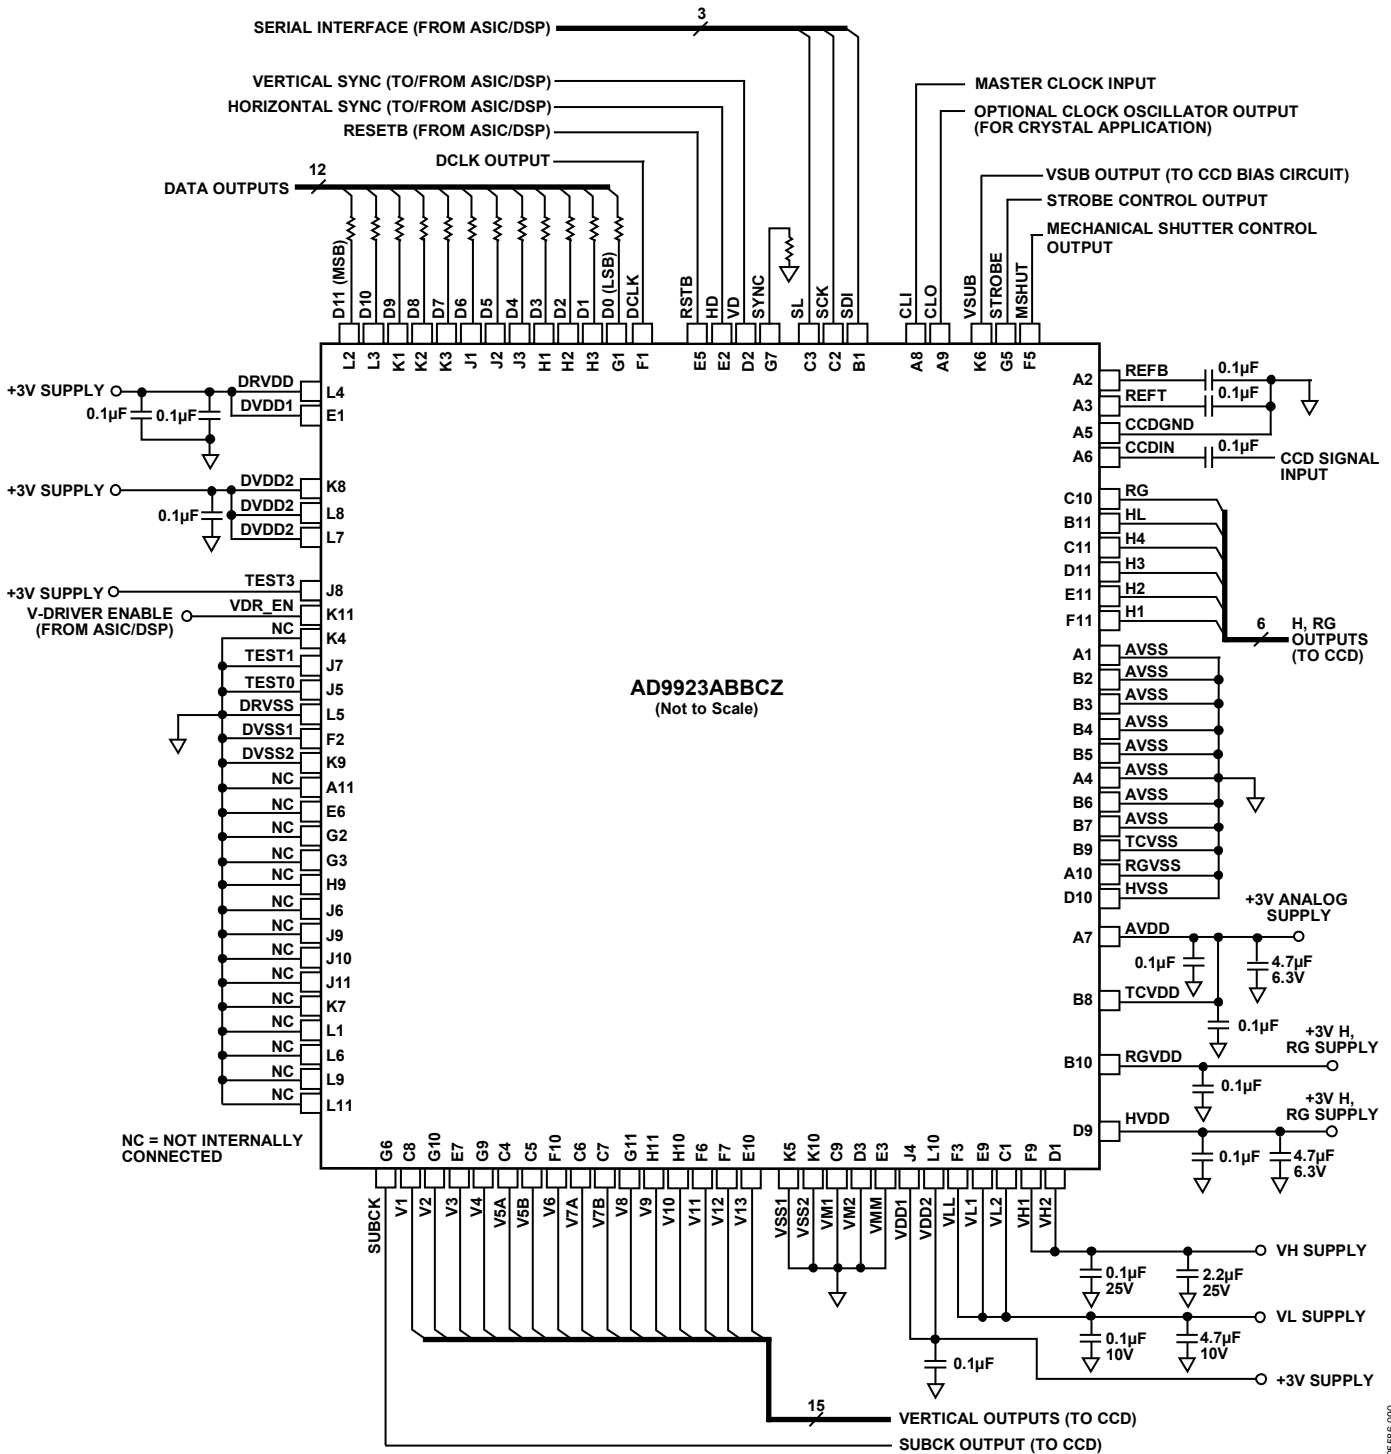 SERIAL INTERFACE (FROM ASIC/DSP)
3
VERTICAL SYNC (TO/FROM ASIC/DSP)
HORIZONTAL SYNC (TO/FROM ASIC/DSP)
RESETB (FROM ASIC/DSP)
DCLK OUTPUT
DATA OUTPUTS
12
MASTER CLOCK INPUT
OPTIONAL CLOCK OSCILLATOR OUTPUT
(FOR CRYSTAL APPLICATION)
VSUB OUTPUT (TO CCD BIAS CIRCUIT)
STROBE CONTROL OUTPUT
MECHANICAL SHUTTER CONTROL
OUTPUT
D11 (MSB)
D10
D9
D8
D7
D6
D5
D4
D3
D2
D1
D0 (LSB)
DCLK
RSTB
HD
VD
SYNC
SL
SCK
SDI
CLI
CLO
VSUB
STROBE
MSHUT
L2
L3
K1
K2
K3
J1
J2
J3
H1
H2
H3
G1
F1
E5
E2
D2
G7
C3
C2
B1
A8
A9
K6
G5
F5
+3V SUPPLY
0.1µF
0.1µF
DRVDD
L4
DVDD1
E1
+3V SUPPLY
0.1µF
DVDD2
K8
DVDD2
L8
DVDD2
L7
+3V SUPPLY
TEST3
J8
V-DRIVER ENABLE
(FROM ASIC/DSP)
VDR_EN
K11
NC
K4
TEST1
J7
TEST0
J5
DRVSS
L5
DVSS1
F2
DVSS2
K9
NC
A11
NC
E6
NC
G2
NC
G3
NC
H9
NC
J6
NC
J9
NC
J10
NC
J11
NC
K7
NC
L1
NC
L6
NC
L9
NC
L11
NC = NOT INTERNALLY
CONNECTED
AD9923ABBCZ
(Not to Scale)
A2
REFB
0.1µF
A3
REFT
0.1µF
A5
CCDGND
A6
CCDIN
0.1µF
CCD SIGNAL
INPUT
C10
RG
B11
HL
C11
H4
D11
H3
E11
H2
F11
H1
6
H, RG
OUTPUTS
(TO CCD)
A1
AVSS
B2
AVSS
B3
AVSS
B4
AVSS
B5
AVSS
A4
AVSS
B6
AVSS
B7
AVSS
B9
TCVSS
A10
RGVSS
D10
HVSS
+3V ANALOG
SUPPLY
A7
AVDD
0.1µF
4.7µF
6.3V
B8
TCVDD
0.1µF
+3V H,
RG SUPPLY
B10
RGVDD
0.1µF
+3V H,
RG SUPPLY
D9
HVDD
0.1µF
4.7µF
6.3V
G6
C8
G10
E7
G9
C4
C5
F10
C6
C7
G11
H11
H10
F6
F7
E10
K5
K10
C9
D3
E3
J4
L10
F3
E9
C1
F9
D1
SUBCK
V1
V2
V3
V4
V5A
V5B
V6
V7A
V7B
V8
V9
V10
V11
V12
V13
VSS1
VSS2
VM1
VM2
VMM
VDD1
VDD2
VLL
VL1
VL2
VH1
VH2
VH SUPPLY
0.1µF
25V
2.2µF
25V
VL SUPPLY
0.1µF
10V
4.7µF
10V
0.1µF
+3V SUPPLY
15
VERTICAL OUTPUTS (TO CCD)
SUBCK OUTPUT (TO CCD)